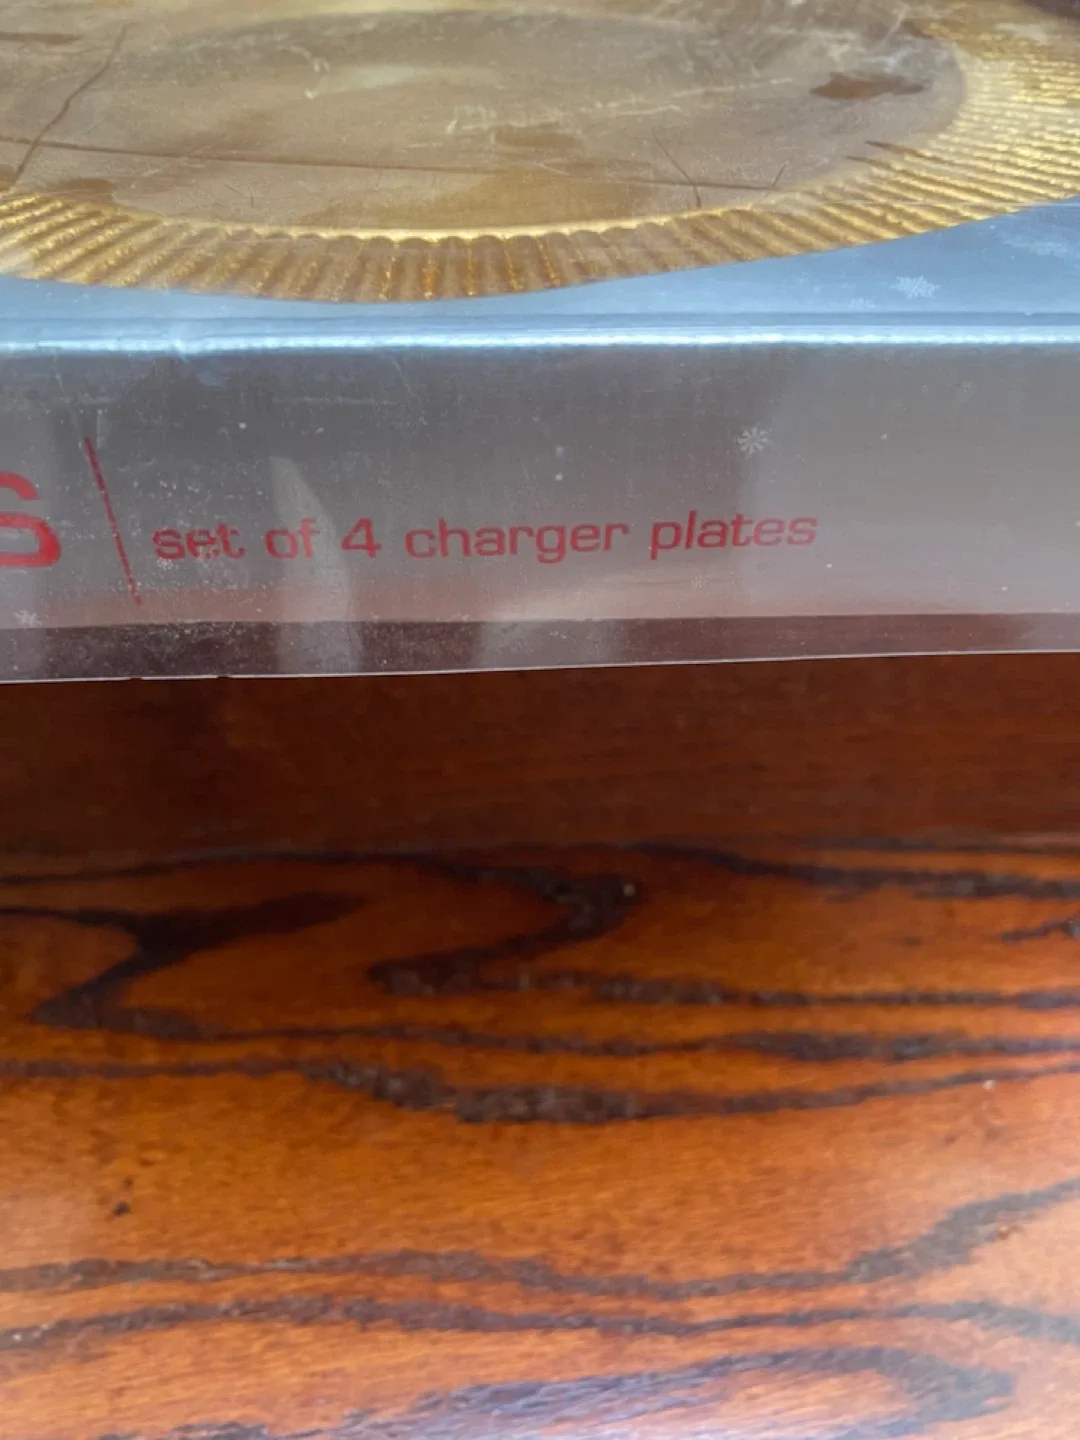 S | set of 4 charger plates